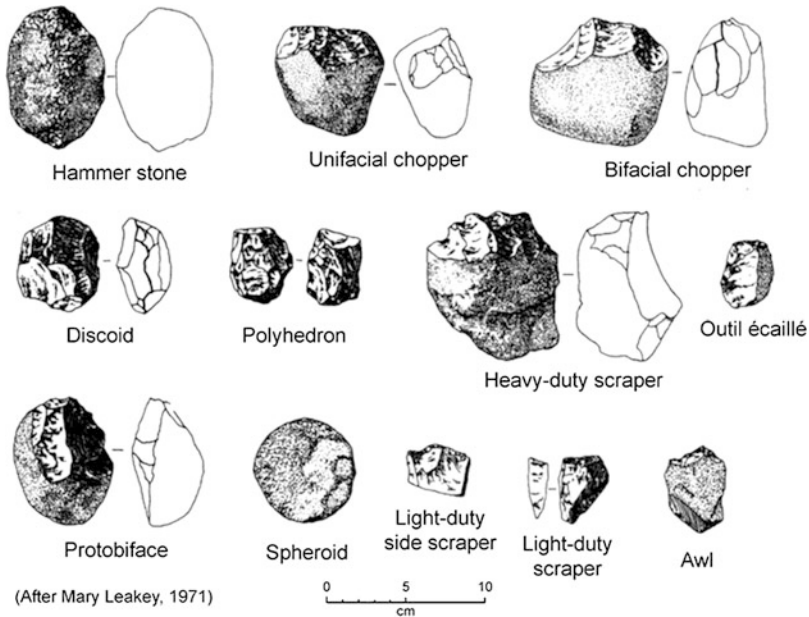 Hammer stone
Unifacial chopper
Bifacial chopper
Discoid
Polyhedron
Heavy-duty scraper
Outil écaillé
Protobiface
Spheroid
Light-duty
side scraper
Light-duty
scraper
Awl
(After Mary Leakey, 1971)
0 5 10
cm